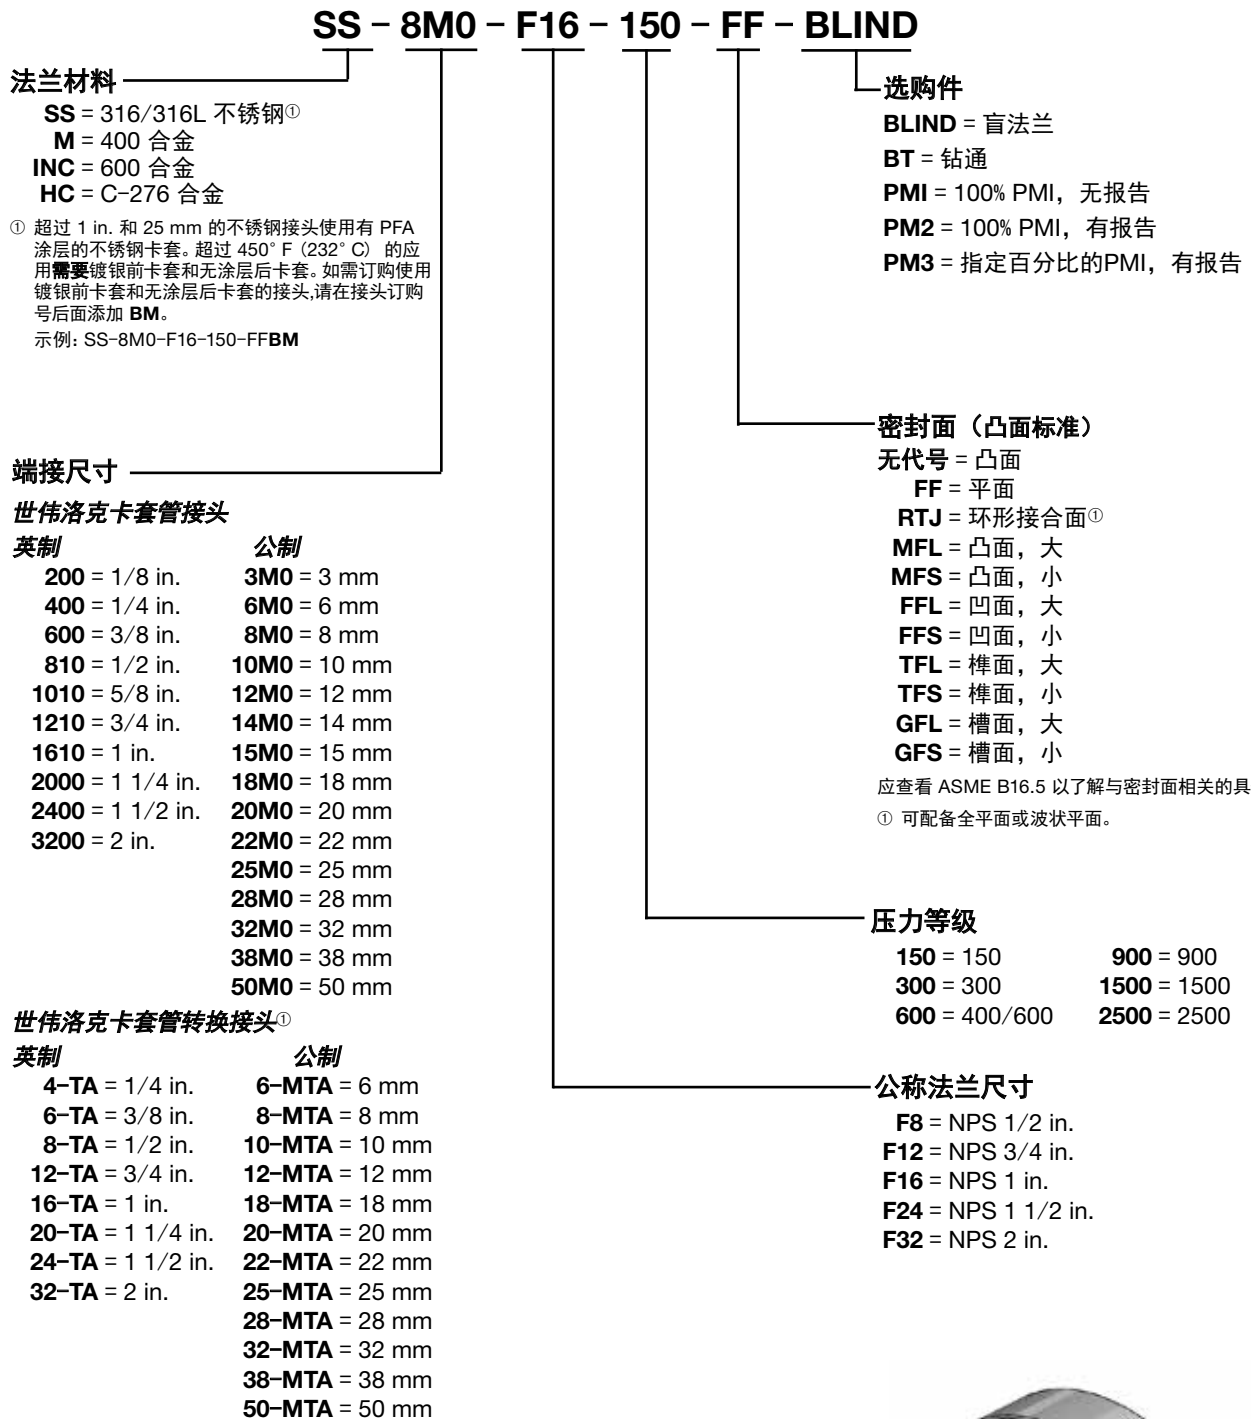 SS – 8M0 – F16 – 150 – FF – BLIND
法兰材料
SS = 316/316L 不锈钢①
M = 400 合金
INC = 600 合金
HC = C-276 合金
① 超过 1 in. 和 25 mm 的不锈钢接头使用有 PFA
涂层的不锈钢卡套。超过 450° F (232° C) 的应
用需要镀银前卡套和无涂层后卡套。如需订购使用
镀银前卡套和无涂层后卡套的接头,请在接头订购
号后面添加 BM。
示例: SS-8M0-F16-150-FFBM
端接尺寸
世伟洛克卡套管接头
英制 公制
200 = 1/8 in. 3M0 = 3 mm
400 = 1/4 in. 6M0 = 6 mm
600 = 3/8 in. 8M0 = 8 mm
810 = 1/2 in. 10M0 = 10 mm
1010 = 5/8 in. 12M0 = 12 mm
1210 = 3/4 in. 14M0 = 14 mm
1610 = 1 in. 15M0 = 15 mm
2000 = 1 1/4 in. 18M0 = 18 mm
2400 = 1 1/2 in. 20M0 = 20 mm
3200 = 2 in. 22M0 = 22 mm
25M0 = 25 mm
28M0 = 28 mm
32M0 = 32 mm
38M0 = 38 mm
50M0 = 50 mm
世伟洛克卡套管转换接头①
英制 公制
4-TA = 1/4 in. 6-MTA = 6 mm
6-TA = 3/8 in. 8-MTA = 8 mm
8-TA = 1/2 in. 10-MTA = 10 mm
12-TA = 3/4 in. 12-MTA = 12 mm
16-TA = 1 in. 18-MTA = 18 mm
20-TA = 1 1/4 in. 20-MTA = 20 mm
24-TA = 1 1/2 in. 22-MTA = 22 mm
32-TA = 2 in. 25-MTA = 25 mm
28-MTA = 28 mm
32-MTA = 32 mm
38-MTA = 38 mm
50-MTA = 50 mm
选购件
BLIND = 盲法兰
BT = 钻通
PMI = 100% PMI，无报告
PM2 = 100% PMI，有报告
PM3 = 指定百分比的PMI，有报告
密封面（凸面标准）
无代号 = 凸面
FF = 平面
RTJ = 环形接合面①
MFL = 凸面，大
MFS = 凸面，小
FFL = 凹面，大
FFS = 凹面，小
TFL = 榫面，大
TFS = 榫面，小
GFL = 槽面，大
GFS = 槽面，小
应查看 ASME B16.5 以了解与密封面相关的具
① 可配备全平面或波状平面。
压力等级
150 = 150 900 = 900
300 = 300 1500 = 1500
600 = 400/600 2500 = 2500
公称法兰尺寸
F8 = NPS 1/2 in.
F12 = NPS 3/4 in.
F16 = NPS 1 in.
F24 = NPS 1 1/2 in.
F32 = NPS 2 in.